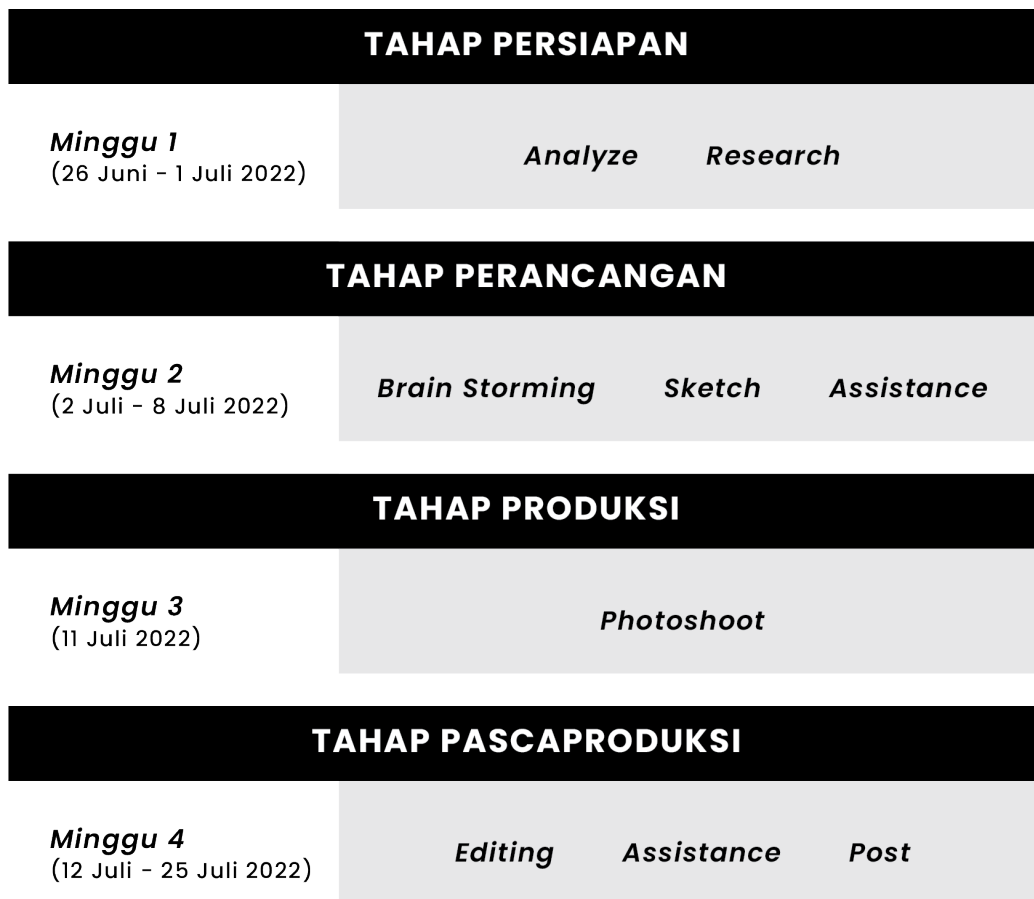 TAHAP PERSIAPAN
Minggu 1
(26 Juni - 1 Juli 2022)
Analyze Research
TAHAP PERANCANGAN
Minggu 2
(2 Juli - 8 Juli 2022)
Brain Storming Sketch Assistance
TAHAP PRODUKSI
Minggu 3
(11 Juli 2022)
Photoshoot
TAHAP PASCAPRODUKSI
Minggu 4
(12 Juli - 25 Juli 2022)
Editing Assistance Post